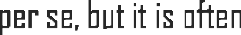 per se, but it is often